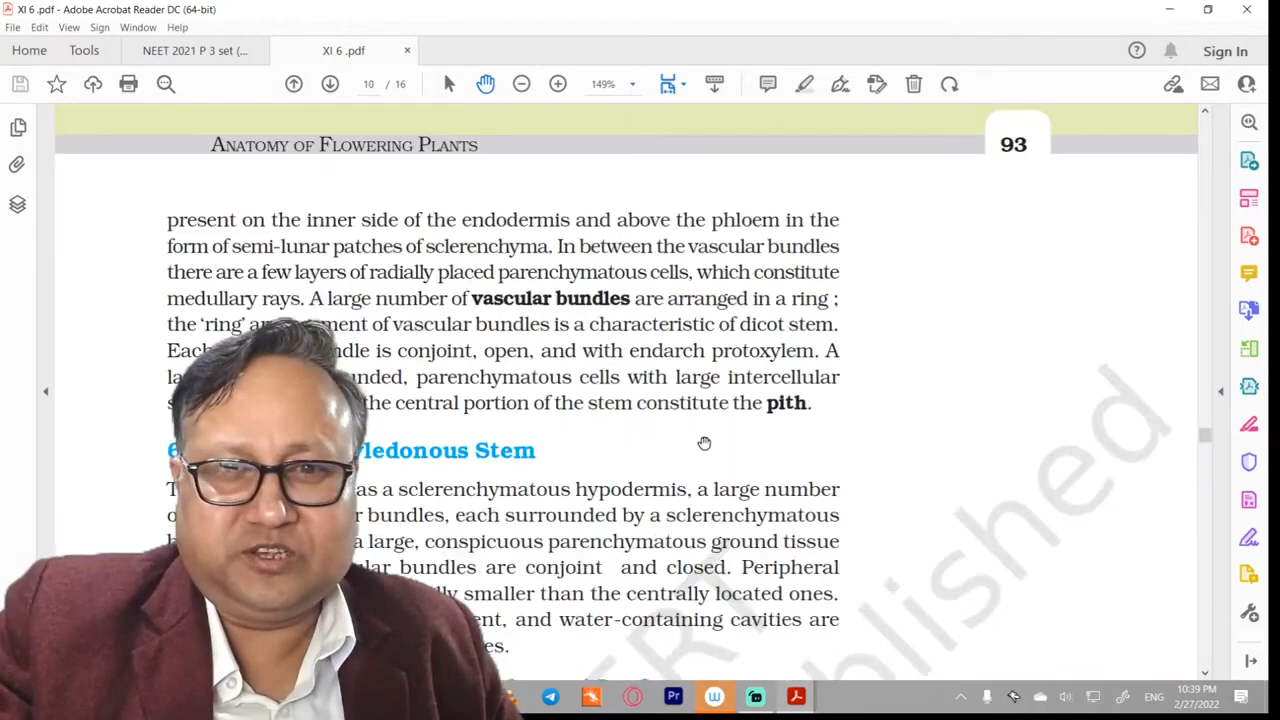 XI 6 .pdf - Adobe Acrobat Reader DC (64-bit)
File Edit View Sign Window Help
Home Tools NEET 2021 P 3 set (... XI 6 .pdf × Sign In
10 / 16 149%
ANATOMY OF FLOWERING PLANTS 93
present on the inner side of the endodermis and above the phloem in the
form of semi-lunar patches of sclerenchyma. In between the vascular bundles
there are a few layers of radially placed parenchymatous cells, which constitute
medullary rays. A large number of vascular bundles are arranged in a ring ;
the 'ring' of vascular bundles is a characteristic of dicot stem.
Each is conjoint, open, and with endarch protoxylem. A
parenchymatous cells with large intercellular
the central portion of the stem constitute the pith.
Stem
as a sclerenchymatous hypodermis, a large number
bundles, each surrounded by a sclerenchymatous
a large, conspicuous parenchymatous ground tissue
bundles are conjoint and closed. Peripheral
smaller than the centrally located ones.
and water-containing cavities are
ENG 10:39 PM
2/27/2022